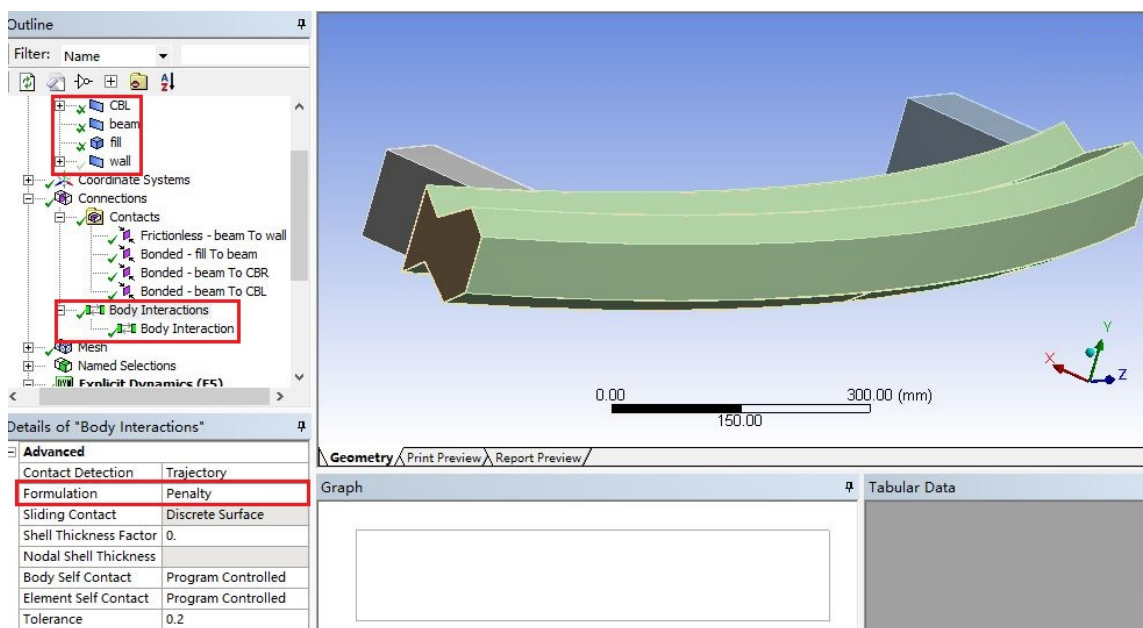 Outline
Filter: Name
CBL
beam
fill
wall
Coordinate Systems
Connections
Contacts
Frictionless - beam To wall
Bonded - fill To beam
Bonded - beam To CBR
Bonded - beam To CBL
Body Interactions
Body Interaction
Mesh
Named Selections
Explicit Dynamics (F5)
Details of "Body Interactions"
Advanced
Contact Detection Trajectory
Formulation Penalty
Sliding Contact Discrete Surface
Shell Thickness Factor 0.
Nodal Shell Thickness
Body Self Contact Program Controlled
Element Self Contact Program Controlled
Tolerance 0.2
Y
X
Z
0.00 300.00 (mm)
150.00
Geometry Print Preview Report Preview
Graph
Tabular Data